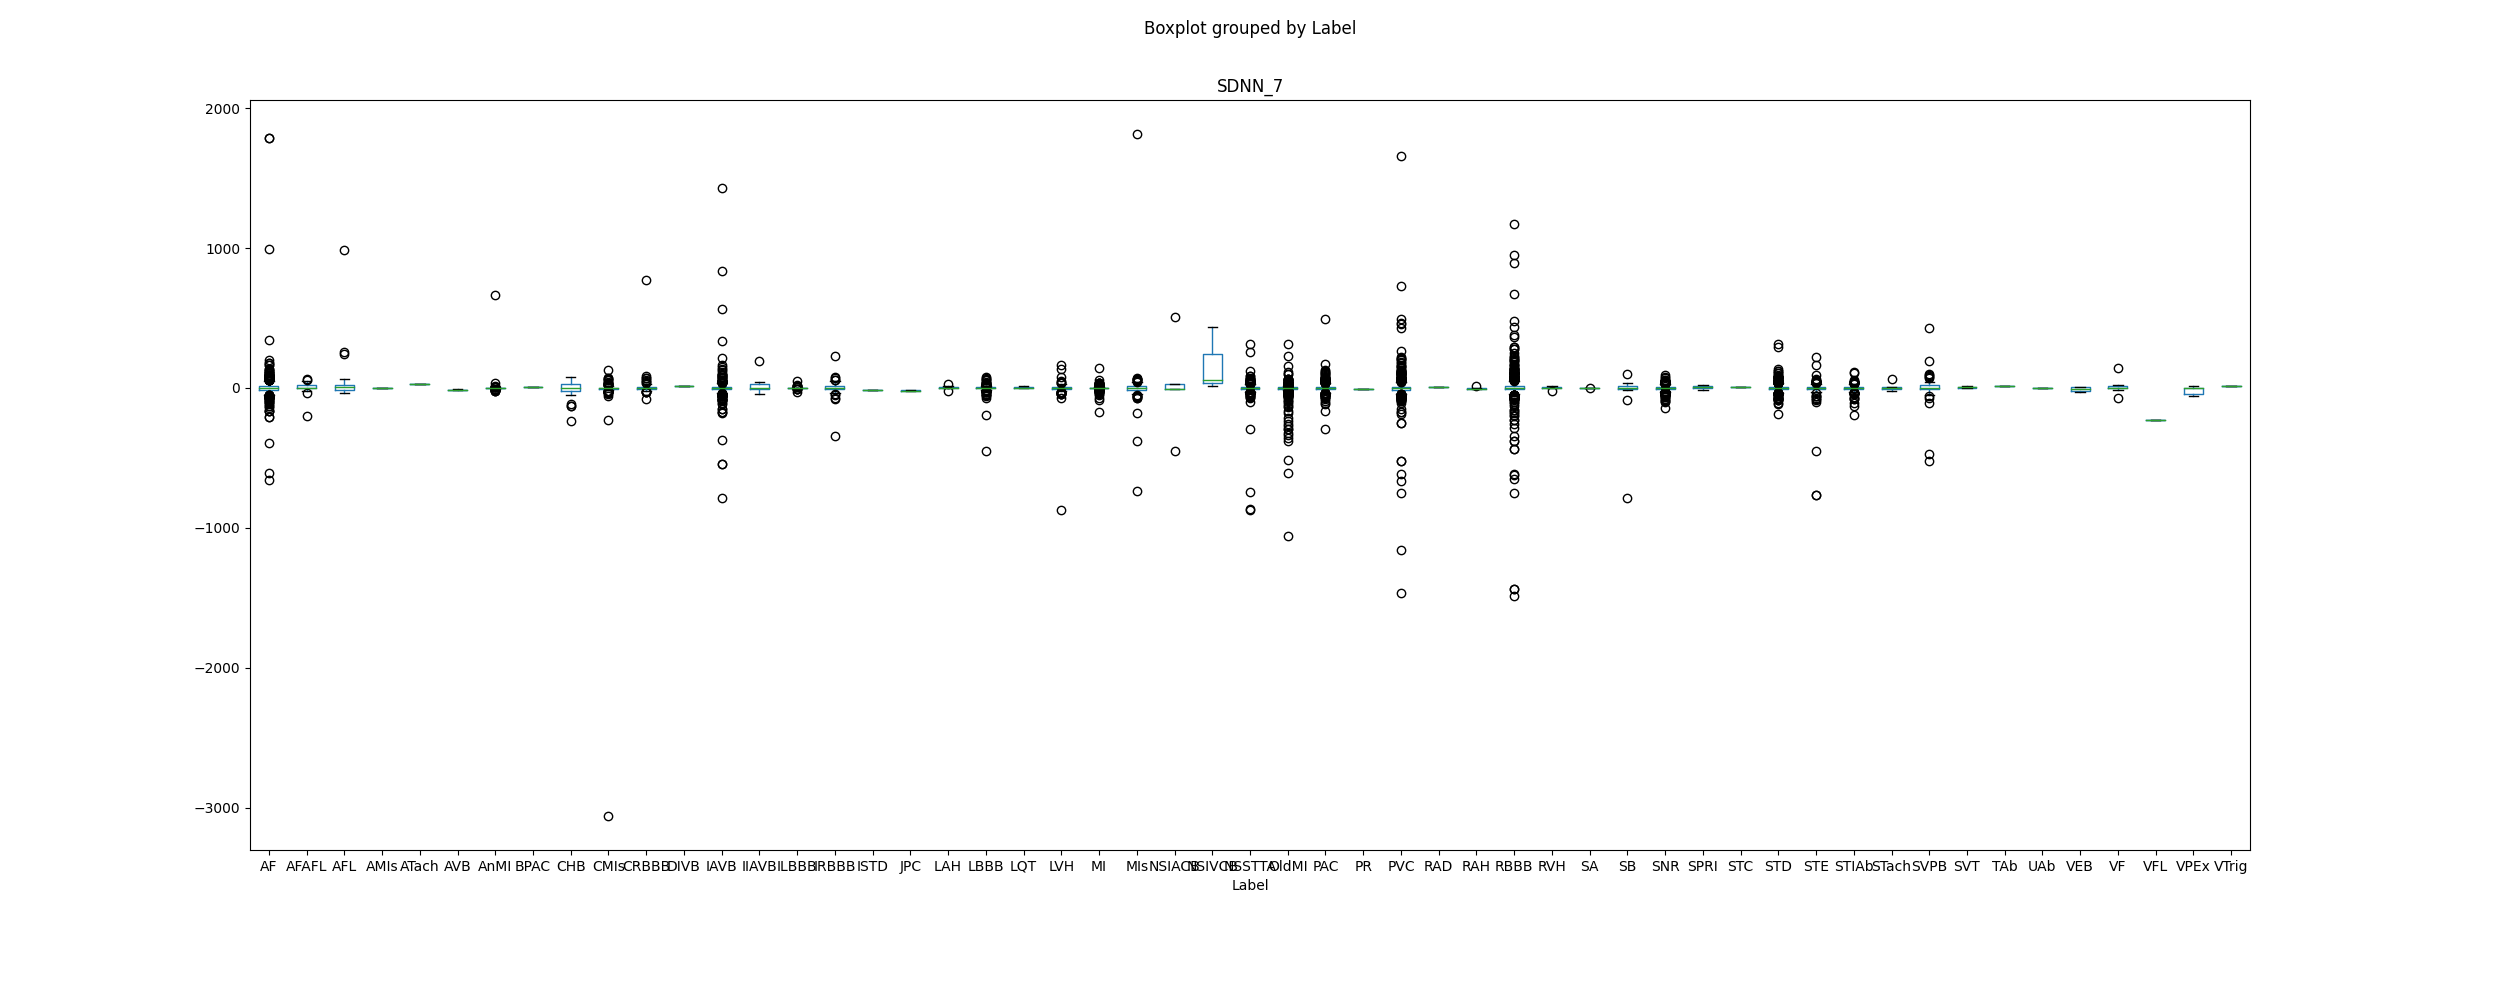 Boxplot grouped by Label
SDNN_7
2000
1000
0
−1000
−2000
−3000
AF AFAFL AFL AMIs ATach AVB AnMI BPAC CHB CMIs CRBBB DIVB IAVB IIAVB ILBBB IRBBB ISTD JPC LAH LBBB LQT LVH MI MIs NSIACB NSIVCB NSSTTA OldMI PAC PR PVC RAD RAH RBBB RVH SA SB SNR SPRI STC STD STE STIAb STach SVPB SVT TAb UAb VEB VF VFL VPEx VTrig
Label